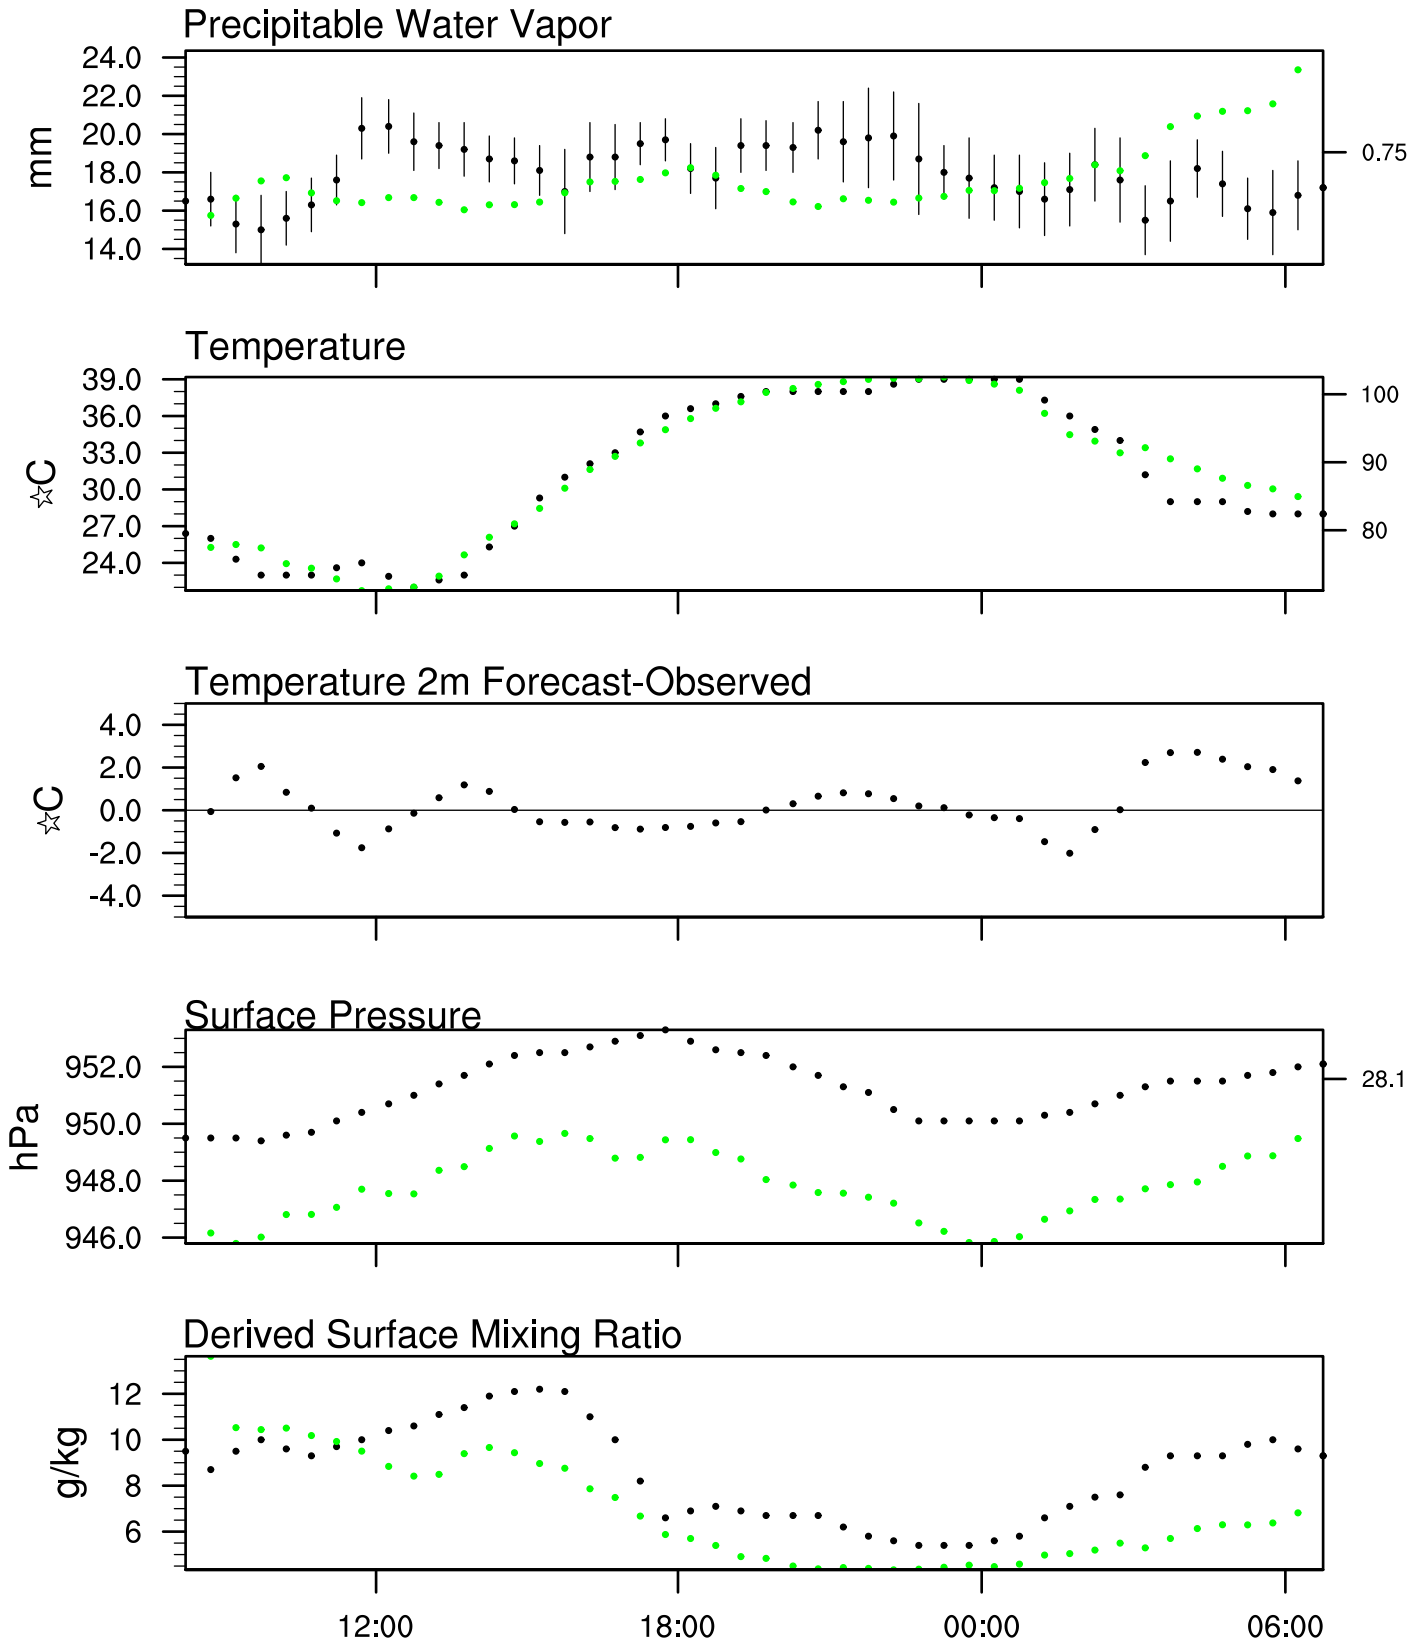 Precipitable Water Vapor
24.0
22.0
20.0
18.0
16.0
14.0
mm
0.75
Temperature
39.0
36.0
33.0
30.0
27.0
24.0
☆C
100
90
80
Temperature 2m Forecast-Observed
4.0
2.0
0.0
-2.0
-4.0
☆C
Surface Pressure
952.0
950.0
948.0
946.0
hPa
28.1
Derived Surface Mixing Ratio
12
10
8
6
g/kg
12:00 18:00 00:00 06:00